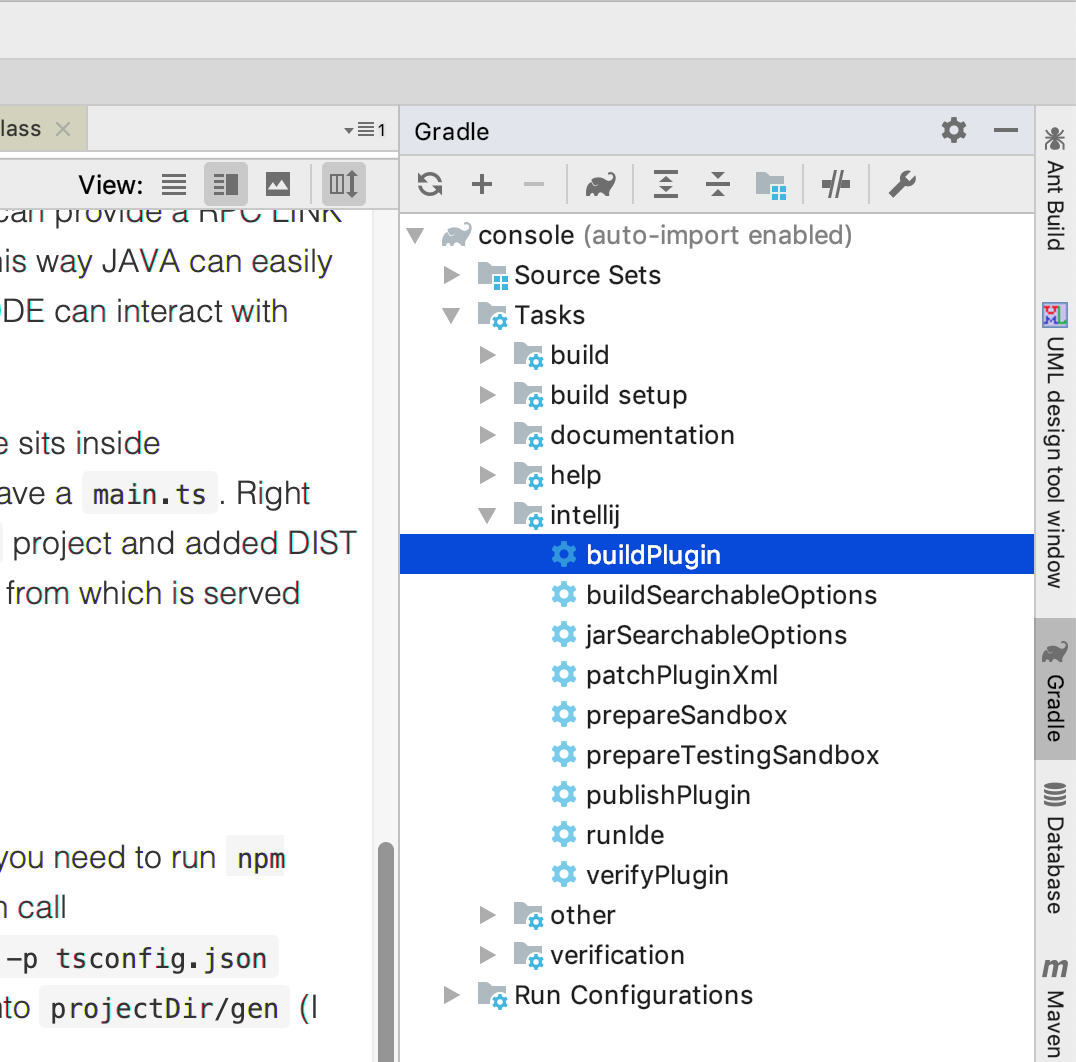 lass
1
View:
can provide a RPC LINK
his way JAVA can easily
DE can interact with
e sits inside
ave a main.ts . Right
project and added DIST
from which is served
you need to run npm
n call
-p tsconfig.json
nto projectDir/gen (I
Gradle
console (auto-import enabled)
Source Sets
Tasks
build
build setup
documentation
help
intellij
buildPlugin
buildSearchableOptions
jarSearchableOptions
patchPluginXml
prepareSandbox
prepareTestingSandbox
publishPlugin
runIde
verifyPlugin
other
verification
Run Configurations
Ant Build
UML
UML design tool window
Gradle
Database
m
Maven